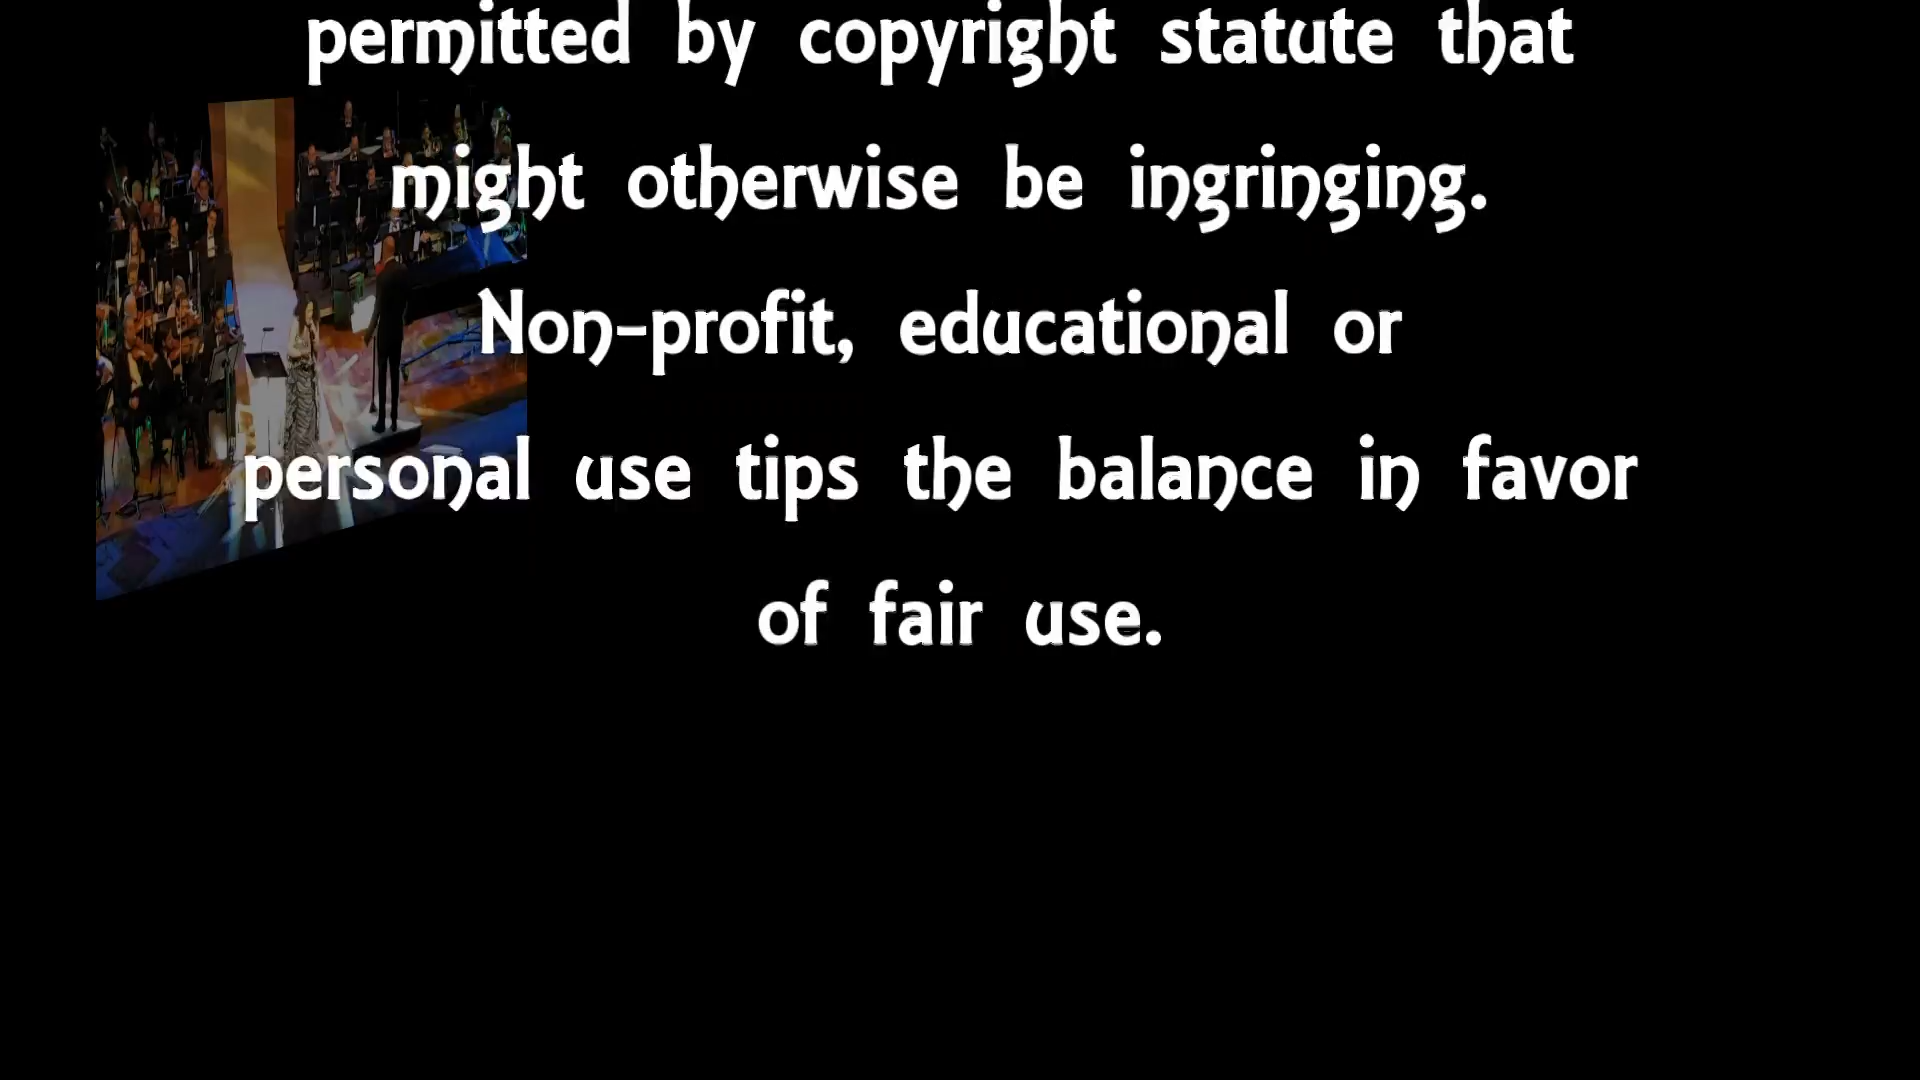 permitted by copyright statute that
might otherwise be ingringing.
Non-profit, educational or
personal use tips the balance in favor
of fair use.